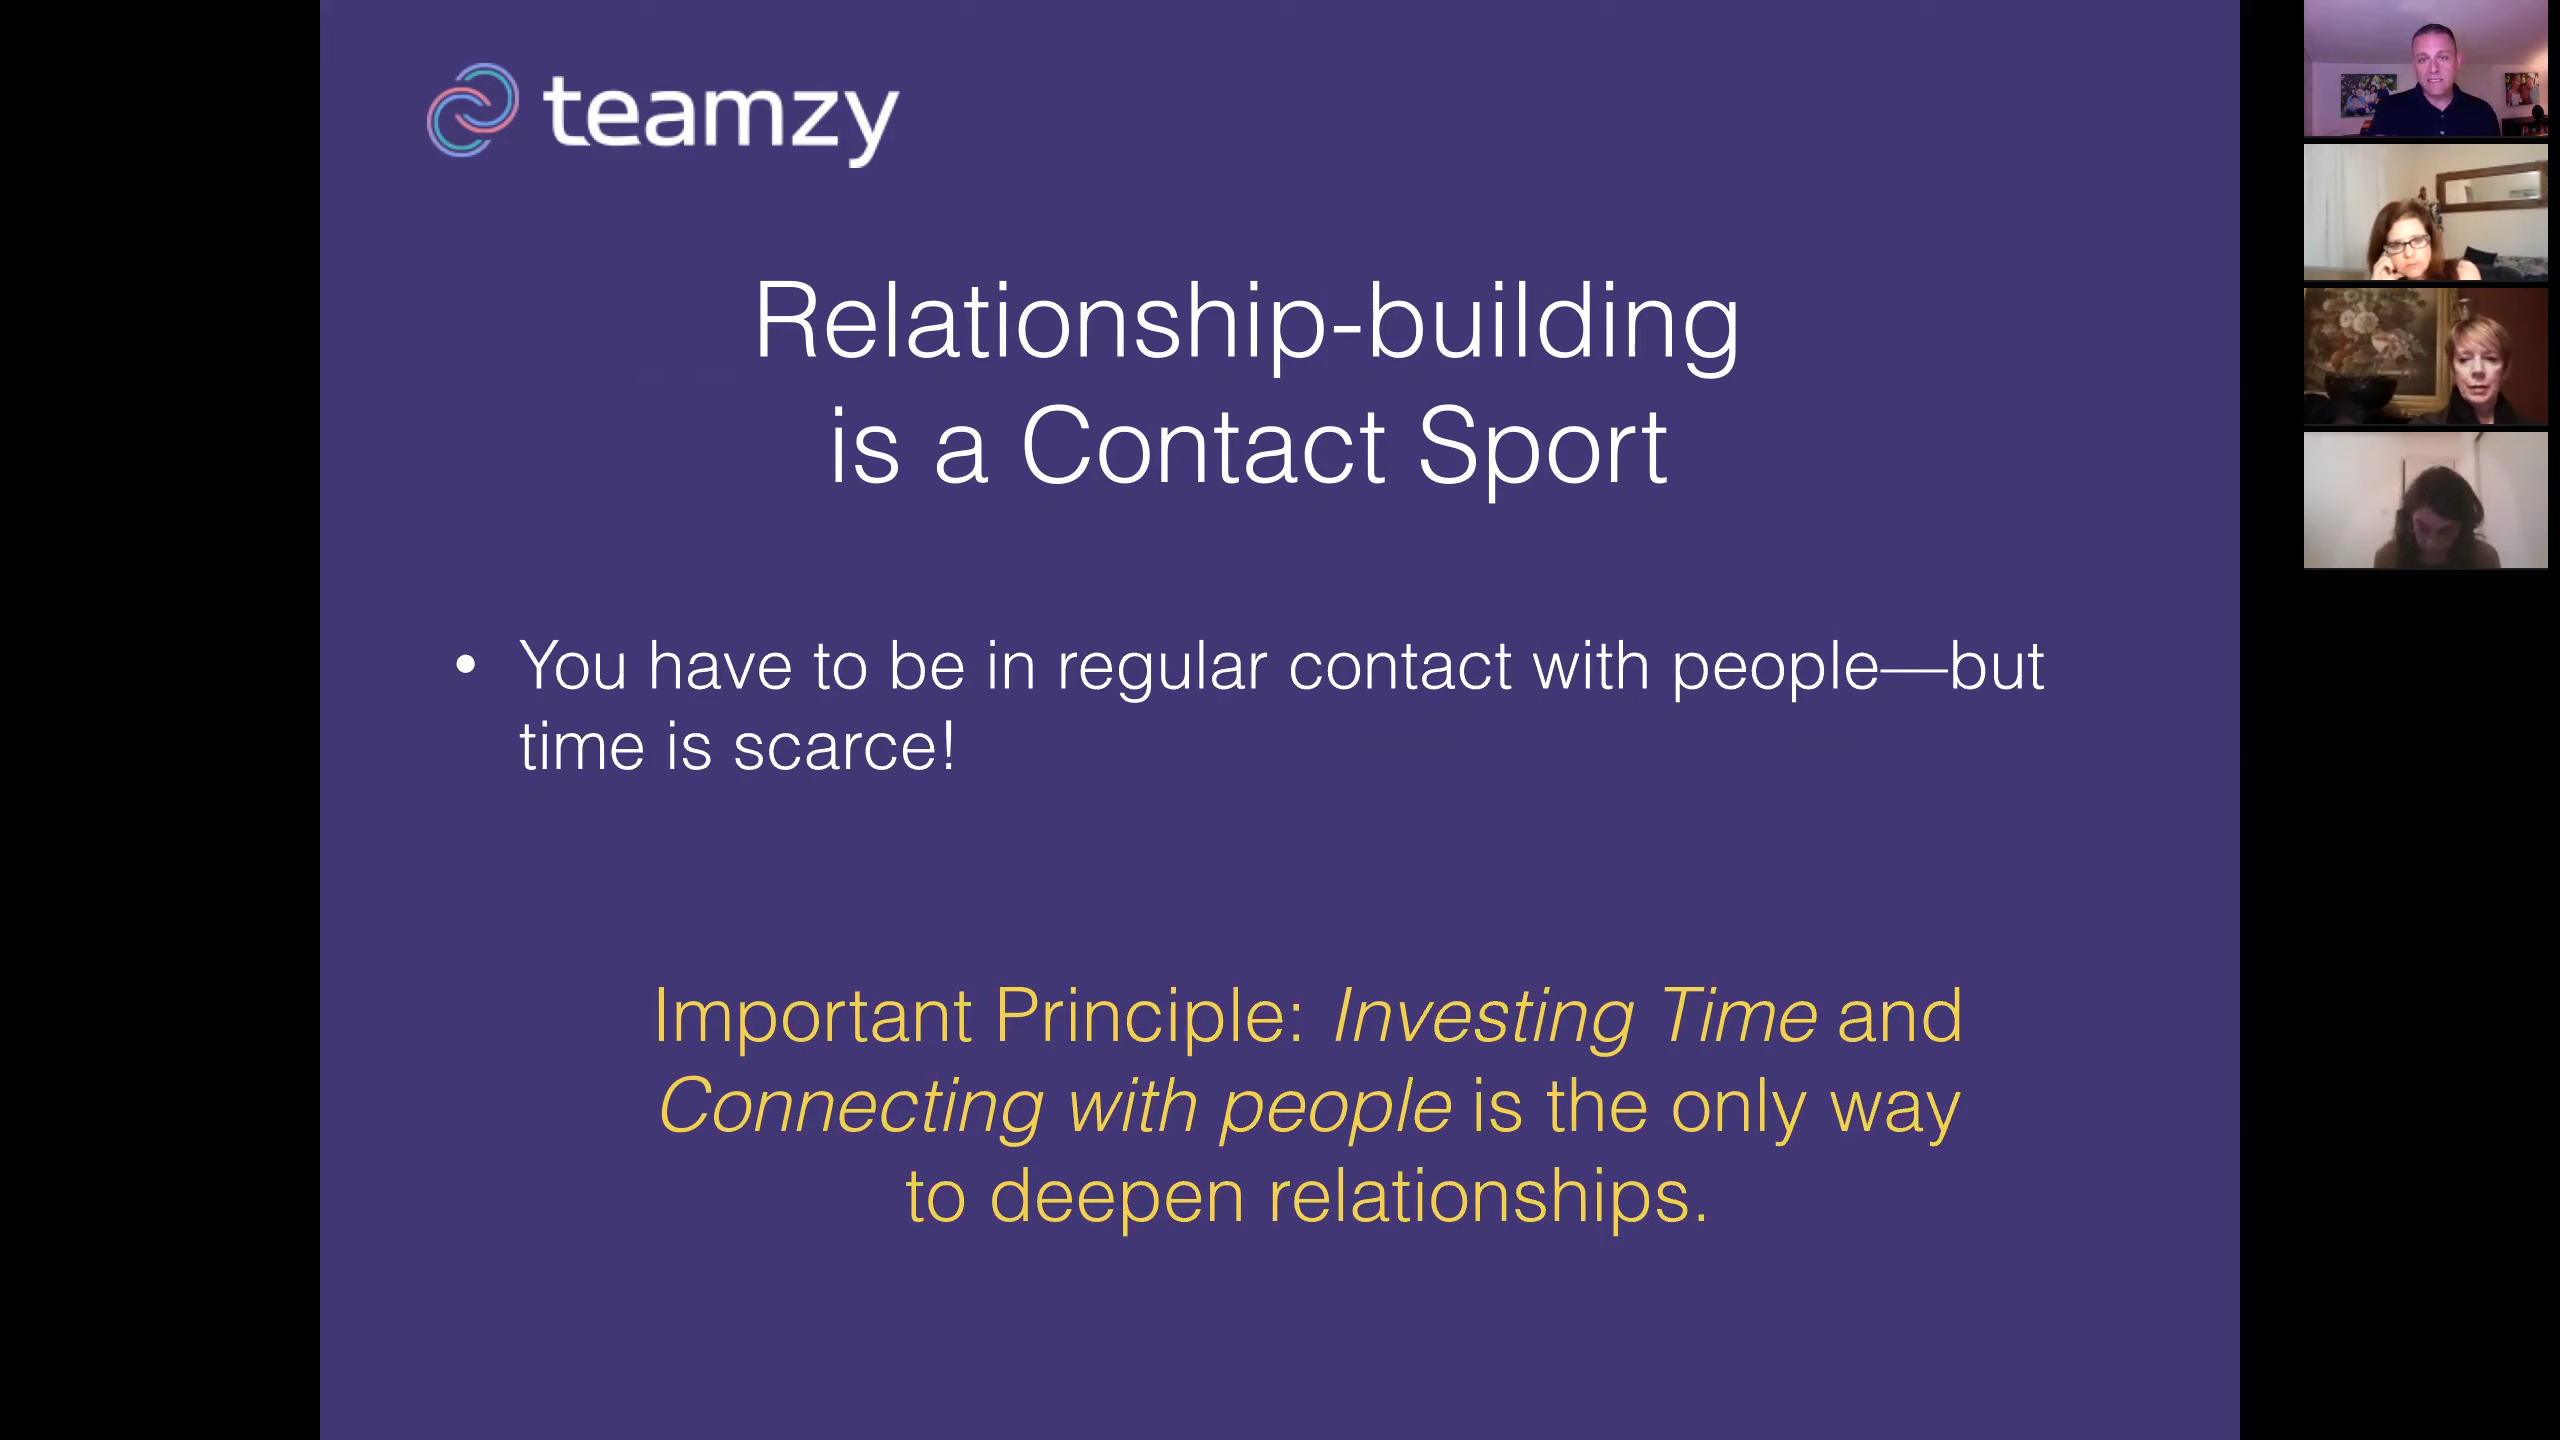 teamzy
Relationship-building
is a Contact Sport
• You have to be in regular contact with people—but
time is scarce!
Important Principle: Investing Time and
Connecting with people is the only way
to deepen relationships.